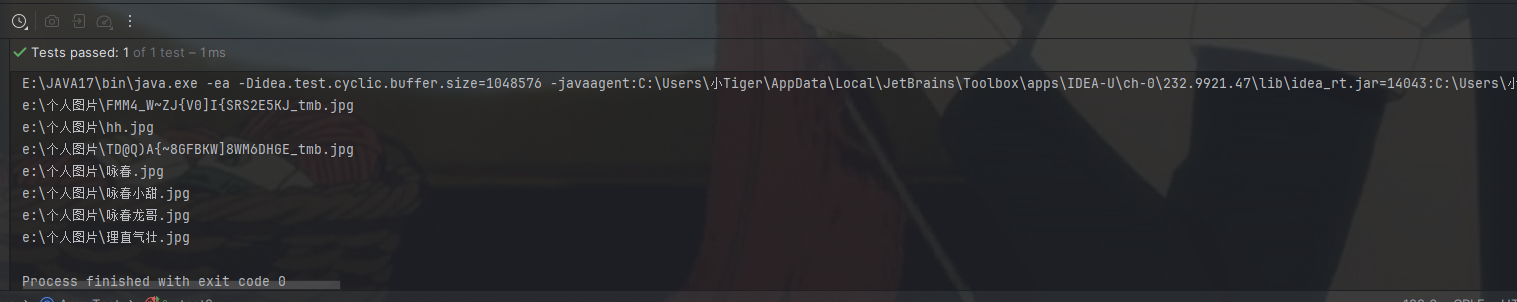 Tests passed: 1 of 1 test – 1 ms
E:\JAVA17\bin\java.exe -ea -Didea.test.cyclic.buffer.size=1048576 -javaagent:C:\Users\小Tiger\AppData\Local\JetBrains\Toolbox\apps\IDEA-U\ch-0\232.9921.47\lib\idea_rt.jar=14043:C:\Users\小
e:\个人图片\FMM4_W~ZJ{V0]I{SRS2E5KJ_tmb.jpg
e:\个人图片\hh.jpg
e:\个人图片\TD@Q)A{~8GFBKW]8WM6DHGE_tmb.jpg
e:\个人图片\咏春.jpg
e:\个人图片\咏春小甜.jpg
e:\个人图片\咏春龙哥.jpg
e:\个人图片\理直气壮.jpg
Process finished with exit code 0